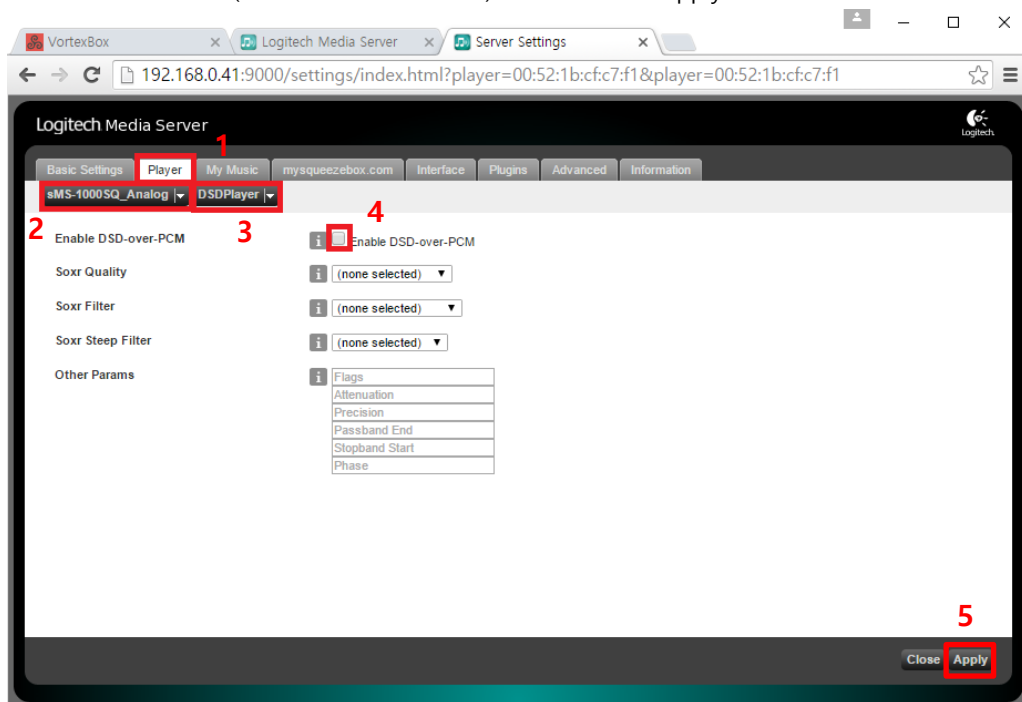 apply
VortexBox
Logitech Media Server
Server Settings
192.168.0.41:9000/settings/index.html?player=00:52:1b:cf:c7:f1&player=00:52:1b:cf:c7:f1
Logitech Media Server
Logitech
1
Basic Settings Player My Music mysqueezebox.com Interface Plugins Advanced Information
sMS-1000SQ_Analog DSDPlayer
2 3 4
Enable DSD-over-PCM i Enable DSD-over-PCM
Soxr Quality i (none selected)
Soxr Filter i (none selected)
Soxr Steep Filter i (none selected)
Other Params i Flags
Attenuation
Precision
Passband End
Stopband Start
Phase
5
Close Apply